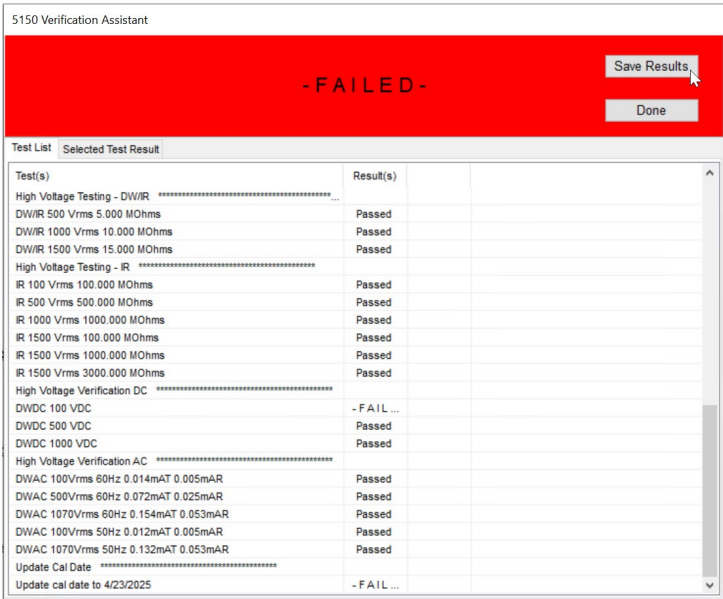 5150 Verification Assistant
- F A I L E D -
Save Results
Done
Test List Selected Test Result
Test(s) Result(s)
High Voltage Testing - DW/IR ********************************************...
DW/IR 500 Vrms 5.000 MOhms Passed
DW/IR 1000 Vrms 10.000 MOhms Passed
DW/IR 1500 Vrms 15.000 MOhms Passed
High Voltage Testing - IR *********************************************
IR 100 Vrms 100.000 MOhms Passed
IR 500 Vrms 500.000 MOhms Passed
IR 1000 Vrms 1000.000 MOhms Passed
IR 1500 Vrms 100.000 MOhms Passed
IR 1500 Vrms 1000.000 MOhms Passed
IR 1500 Vrms 3000.000 MOhms Passed
High Voltage Verification DC *********************************************
DWDC 100 VDC - F A I L ...
DWDC 500 VDC Passed
DWDC 1000 VDC Passed
High Voltage Verification AC *********************************************
DWAC 100Vrms 60Hz 0.014mAT 0.005mAR Passed
DWAC 500Vrms 60Hz 0.072mAT 0.025mAR Passed
DWAC 1070Vrms 60Hz 0.154mAT 0.053mAR Passed
DWAC 100Vrms 50Hz 0.012mAT 0.005mAR Passed
DWAC 1070Vrms 50Hz 0.132mAT 0.053mAR Passed
Update Cal Date *********************************************
Update cal date to 4/23/2025 - F A I L ...